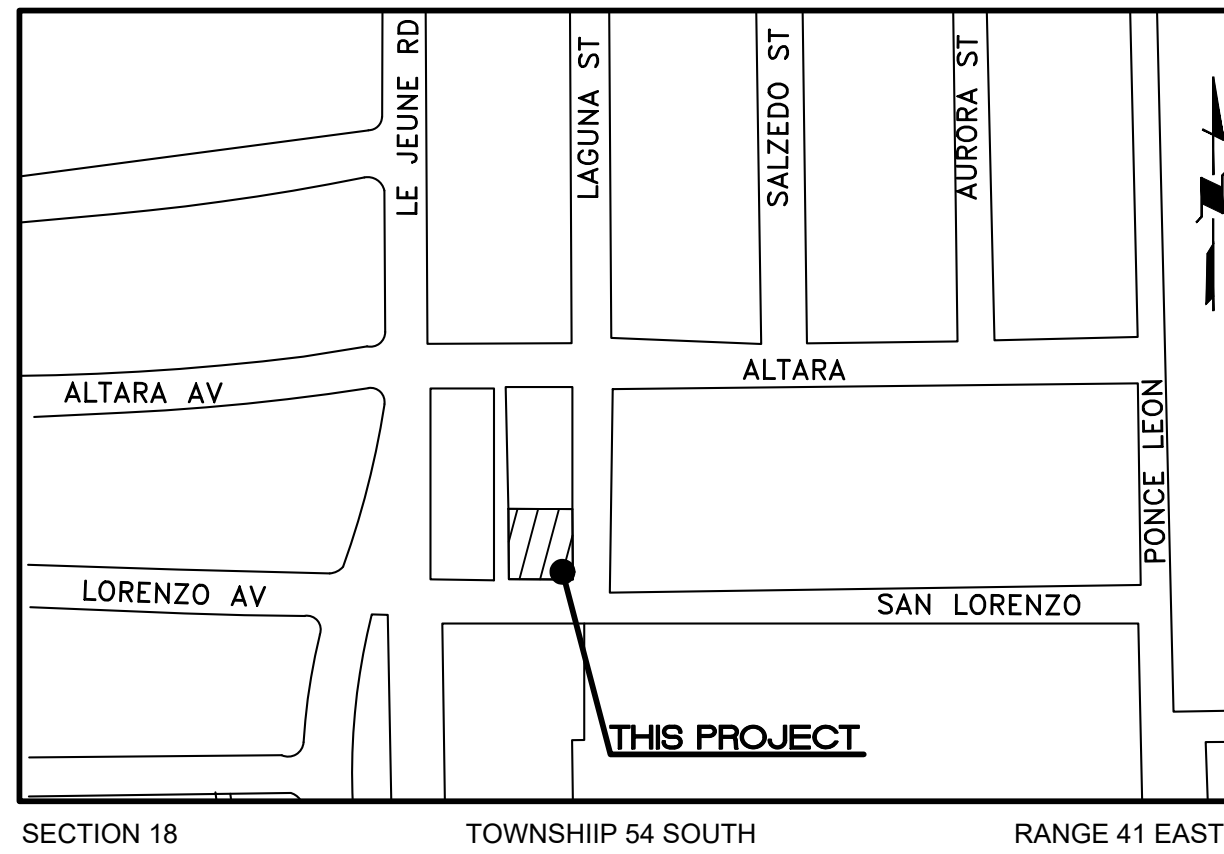 LE JEUNE RD
LAGUNA ST
SALZEDO ST
AURORA ST
ALTARA AV
ALTARA
PONCE LEON
LORENZO AV
SAN LORENZO
THIS PROJECT
SECTION 18
TOWNSHIIP 54 SOUTH
RANGE 41 EAST